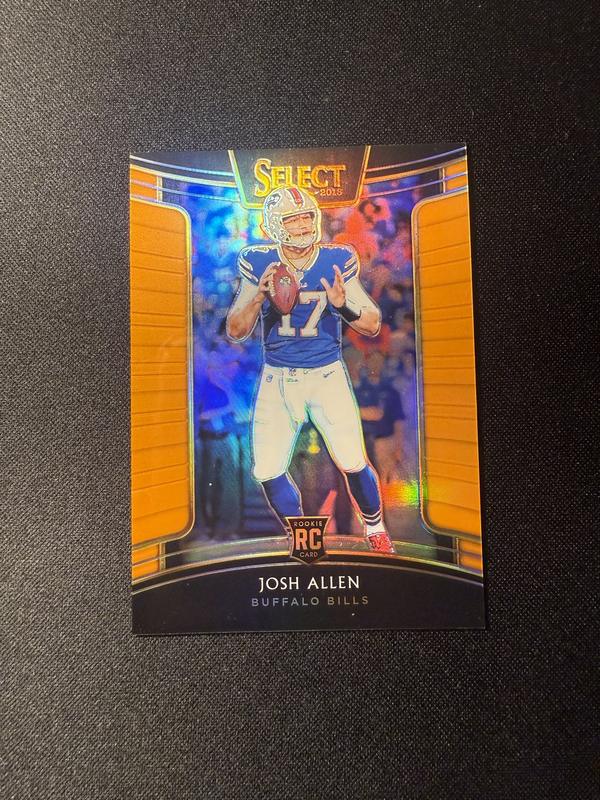 SELECT
2018
17
ROOKIE
RC
CARD
JOSH ALLEN
BUFFALO BILLS